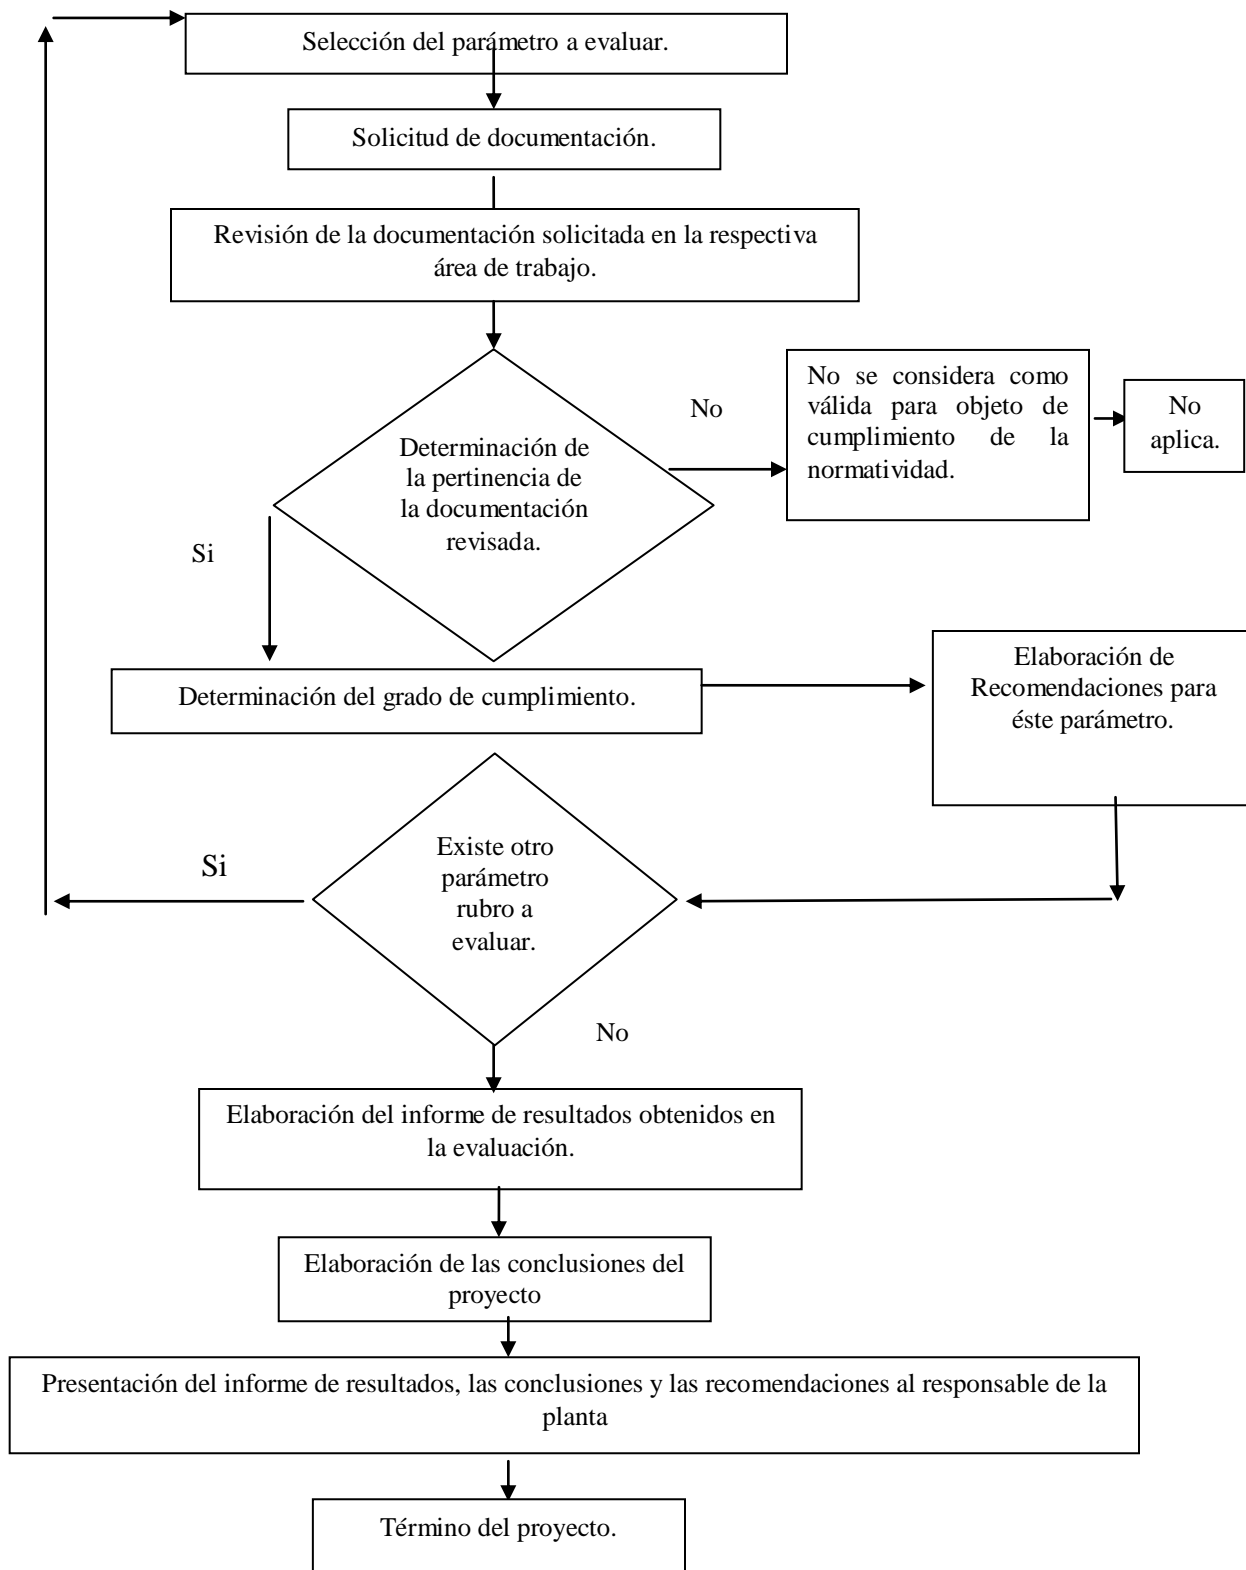 Selección del parámetro a evaluar.
Solicitud de documentación.
Revisión de la documentación solicitada en la respectiva
área de trabajo.
No
No se considera como
válida para objeto de
cumplimiento de la
normatividad.
No
aplica.
Determinación de
la pertinencia de
la documentación
revisada.
Si
Determinación del grado de cumplimiento.
Elaboración de
Recomendaciones para
éste parámetro.
Si
Existe otro
parámetro
rubro a
evaluar.
No
Elaboración del informe de resultados obtenidos en
la evaluación.
Elaboración de las conclusiones del
proyecto
Presentación del informe de resultados, las conclusiones y las recomendaciones al responsable de la
planta
Término del proyecto.